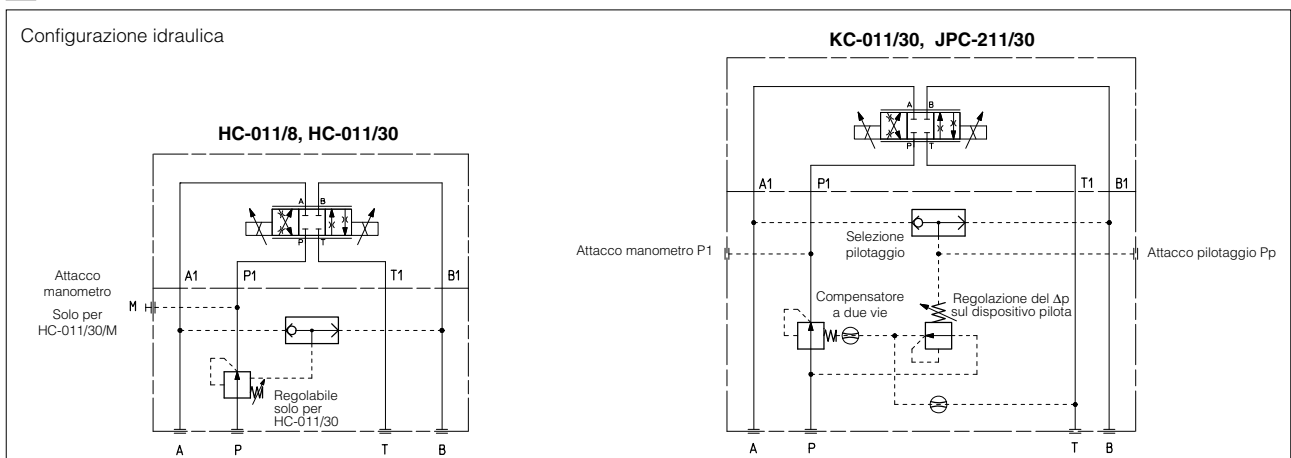 Configurazione idraulica
HC-011/8, HC-011/30
A B
P T
A1 P1 T1 B1
Attacco
manometro
M
Solo per
HC-011/30/M
Regolabile
solo per
HC-011/30
A P T B
KC-011/30, JPC-211/30
A B
P T
A1 P1 T1 B1
Selezione
pilotaggio
Attacco manometro P1
Attacco pilotaggio Pp
Compensatore
a due vie
Regolazione del Δp
sul dispositivo pilota
A P T B